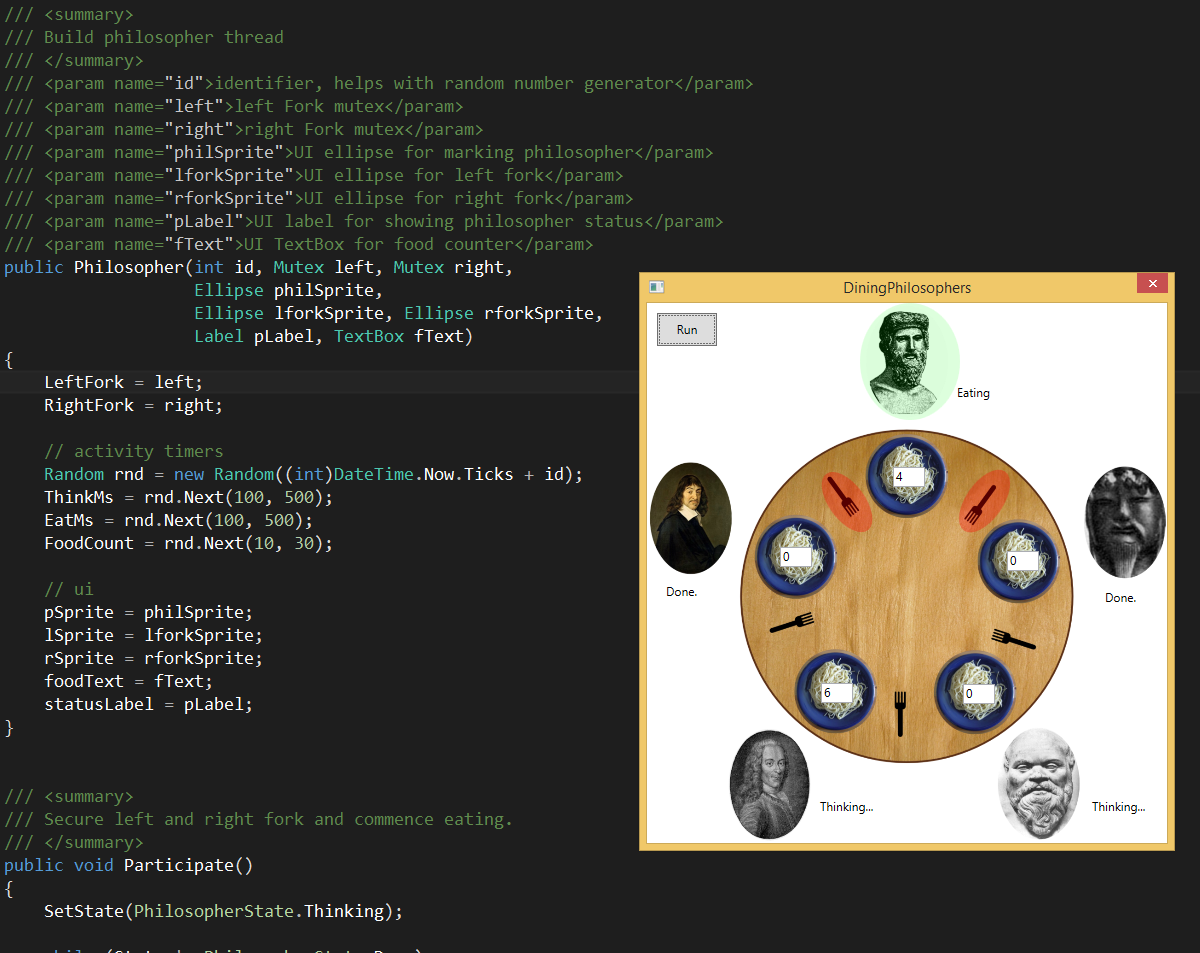 /// <summary>
/// Build philosopher thread
/// </summary>
/// <param name="id">identifier, helps with random number generator</param>
/// <param name="left">left Fork mutex</param>
/// <param name="right">right Fork mutex</param>
/// <param name="philSprite">UI ellipse for marking philosopher</param>
/// <param name="lforkSprite">UI ellipse for left fork</param>
/// <param name="rforkSprite">UI ellipse for right fork</param>
/// <param name="pLabel">UI label for showing philosopher status</param>
/// <param name="fText">UI TextBox for food counter</param>
public Philosopher(int id, Mutex left, Mutex right,
Ellipse philSprite,
Ellipse lforkSprite, Ellipse rforkSprite,
Label pLabel, TextBox fText)
{
LeftFork = left;
RightFork = right;
// activity timers
Random rnd = new Random((int)DateTime.Now.Ticks + id);
ThinkMs = rnd.Next(100, 500);
EatMs = rnd.Next(100, 500);
FoodCount = rnd.Next(10, 30);
// ui
pSprite = philSprite;
lSprite = lforkSprite;
rSprite = rforkSprite;
foodText = fText;
statusLabel = pLabel;
}
/// <summary>
/// Secure left and right fork and commence eating.
/// </summary>
public void Participate()
{
SetState(PhilosopherState.Thinking);
DiningPhilosophers
Run
Eating
4
0
0
Done.
Done.
6
0
Thinking...
Thinking...